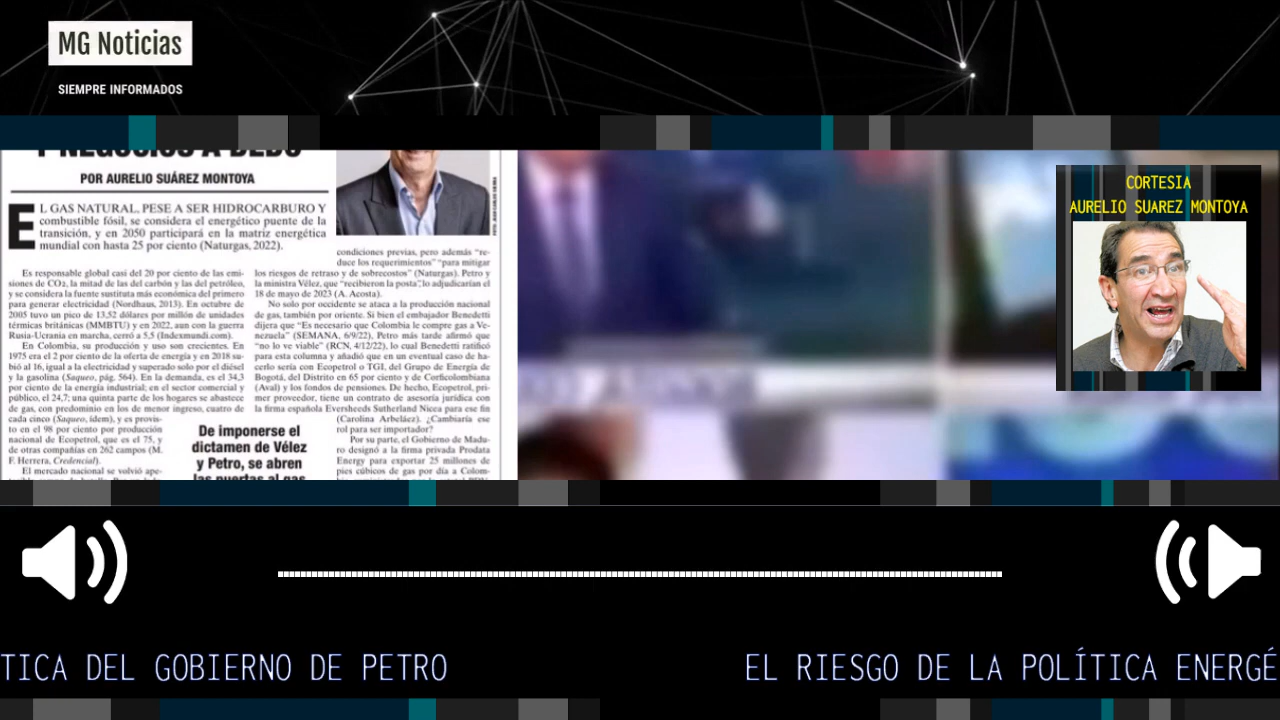 MG Noticias
SIEMPRE INFORMADOS
POR AURELIO SUÁREZ MONTOYA
EL GAS NATURAL, PESE A SER HIDROCARBURO Y
combustible fósil, se considera el energético puente de la
transición, y en 2050 participará en la matriz energética
mundial con hasta 25 por ciento (Naturgas, 2022).
Es responsable global casi del 20 por ciento de las emi-
siones de CO2, la mitad de las del carbón y las del petróleo,
y se considera la fuente sustituta más económica del primero
para generar electricidad (Nordhaus, 2013). En octubre de
2005 tuvo un pico de 13,52 dólares por millón de unidades
térmicas británicas (MMBTU) y en 2022, aun con la guerra
Rusia-Ucrania en marcha, cerró a 5,5 (Indexmundi.com).
En Colombia, su producción y uso son crecientes. En
1975 era el 2 por ciento de la oferta de energía y en 2018 su-
bió al 16, igual a la electricidad y superado solo por el diésel
y la gasolina (Saqueo, pág. 564). En la demanda, es el 34,3
por ciento de la energía industrial; en el sector comercial y
público, el 24,7; una quinta parte de los hogares se abastece
de gas, con predominio en los de menor ingreso, cuatro de
cada cinco (Saqueo, ídem), y es provis-
to en el 98 por ciento por producción
nacional de Ecopetrol, que es el 75, y
de otras compañías en 262 campos (M.
F. Herrera, Credencial).
El mercado nacional se volvió ape-
De imponerse el
dictamen de Vélez
y Petro, se abren
las puertas al gas
condiciones previas, pero además “re-
duce los requerimientos” “para mitigar
los riesgos de retraso y de sobrecostos” (Naturgas). Petro y
la ministra Vélez, que “recibieron la posta”, lo adjudicarían el
18 de mayo de 2023 (A. Acosta).
No solo por occidente se ataca a la producción nacional
de gas, también por oriente. Si bien el embajador Benedetti
dijera que “Es necesario que Colombia le compre gas a Ve-
nezuela” (SEMANA, 6/9/22), Petro más tarde afirmó que
“no lo ve viable” (RCN, 4/12/22), lo cual Benedetti ratificó
para esta columna y añadió que en un eventual caso de ha-
cerlo sería con Ecopetrol o TGI, del Grupo de Energía de
Bogotá, del Distrito en 65 por ciento y de Corficolombiana
(Aval) y los fondos de pensiones. De hecho, Ecopetrol, pri-
mer proveedor, tiene un contrato de asesoría jurídica con
la firma española Eversheeds Sutherland Nicea para ese fin
(Carolina Arbeláez). ¿Cambiaría ese
rol para ser importador?
Por su parte, el Gobierno de Madu-
ro designó a la firma privada Prodata
Energy para exportar 25 millones de
pies cúbicos de gas por día a Colom-
CORTESIA
AURELIO SUAREZ MONTOYA
TICA DEL GOBIERNO DE PETRO
EL RIESGO DE LA POLÍTICA ENERGÉ